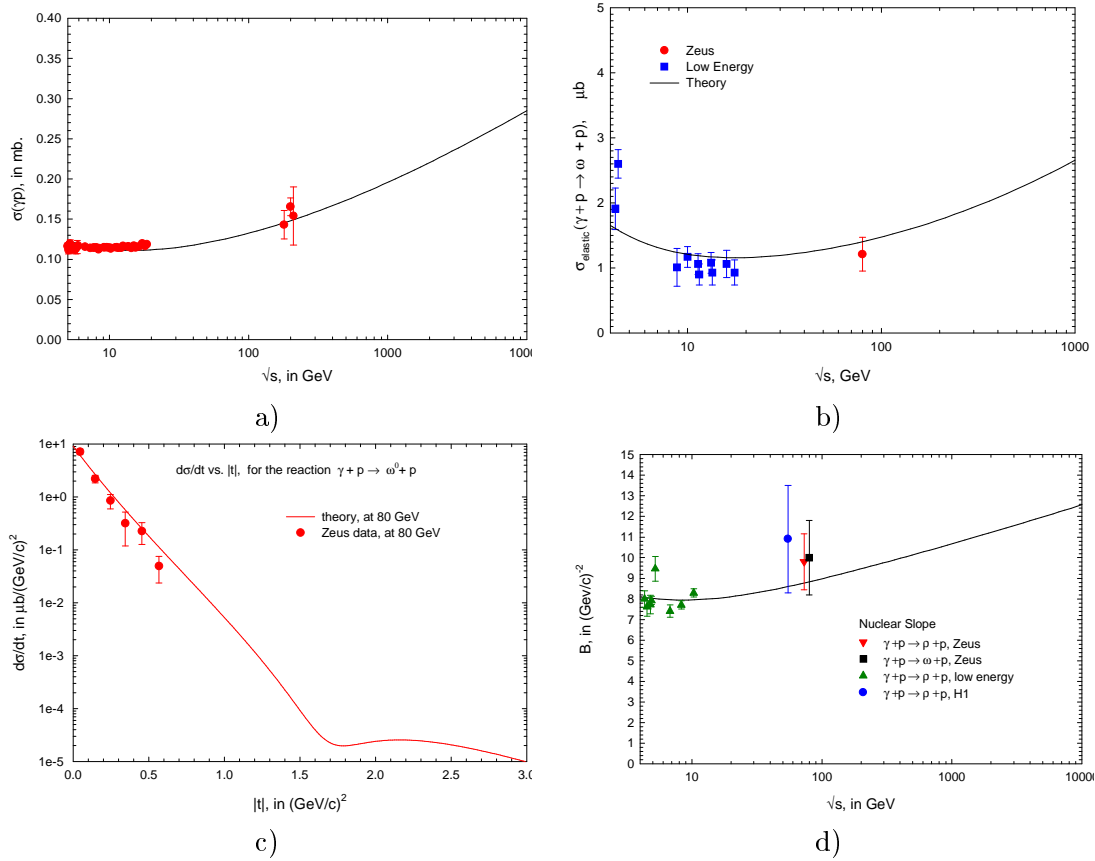 0.40
0.35
0.30
0.25
0.20
0.15
0.10
0.05
0.00
σ(γp), in mb.
10
100
1000
√s, in GeV
a)
5
4
3
2
1
0
σelastic(γ + p → ω + p), μb
Zeus
Low Energy
Theory
10
100
1000
√s, GeV
b)
1e+1
1e+0
1e-1
1e-2
1e-3
1e-4
1e-5
dσ/dt, in μb/(GeV/c)²
dσ/dt vs. |t|, for the reaction γ + p → ω⁰ + p
theory, at 80 GeV
Zeus data, at 80 GeV
0.0 0.5 1.0 1.5 2.0 2.5 3.0
|t|, in (GeV/c)²
c)
15
14
13
12
11
10
9
8
7
6
5
4
3
2
1
0
B, in (Gev/c)⁻²
Nuclear Slope
γ+p→ρ+p, Zeus
γ+p→ω+p, Zeus
γ+p→ρ+p, low energy
γ+p→ρ+p, H1
10 100 1000 10000
√s, in GeV
d)